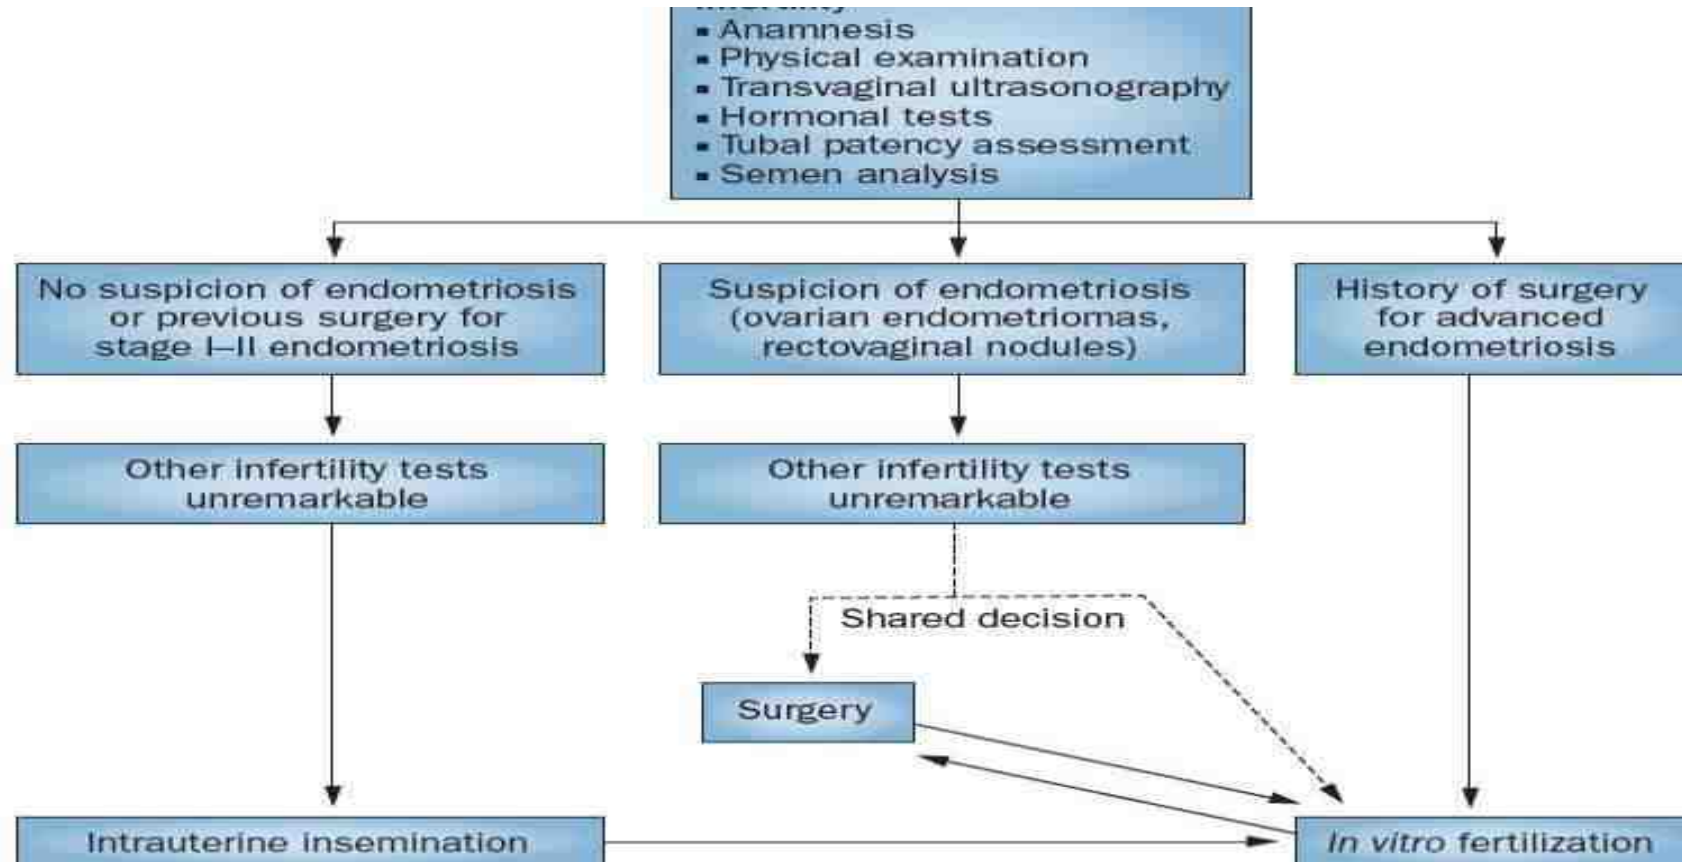 ▪ Anamnesis
▪ Physical examination
▪ Transvaginal ultrasonography
▪ Hormonal tests
▪ Tubal patency assessment
▪ Semen analysis
No suspicion of endometriosis
or previous surgery for
stage I–II endometriosis
Suspicion of endometriosis
(ovarian endometriomas,
rectovaginal nodules)
History of surgery
for advanced
endometriosis
Other infertility tests
unremarkable
Other infertility tests
unremarkable
Shared decision
Surgery
Intrauterine insemination
In vitro fertilization